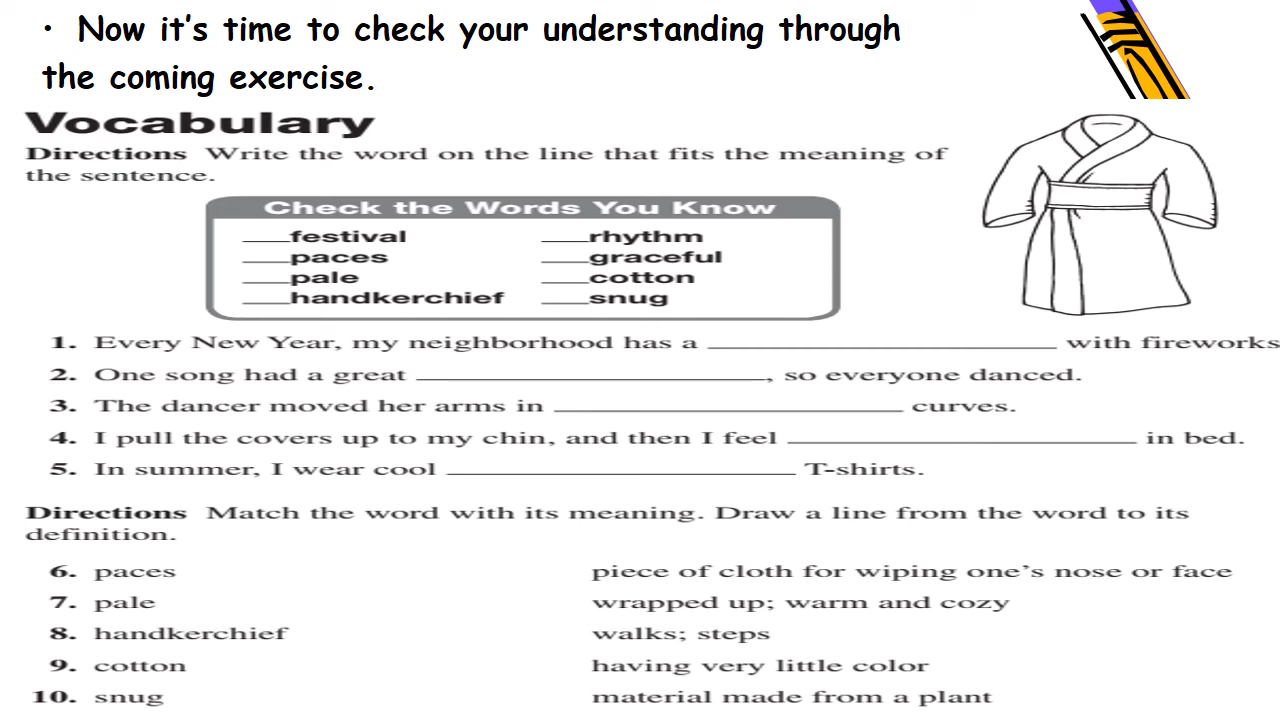 • Now it's time to check your understanding through
the coming exercise.
Vocabulary
Directions Write the word on the line that fits the meaning of
the sentence.
Check the Words You Know
___festival ___rhythm
___paces ___graceful
___pale ___cotton
___handkerchief ___snug
1. Every New Year, my neighborhood has a ____________________ with fireworks
2. One song had a great ____________________, so everyone danced.
3. The dancer moved her arms in ____________________ curves.
4. I pull the covers up to my chin, and then I feel ____________________ in bed.
5. In summer, I wear cool ____________________ T-shirts.
Directions Match the word with its meaning. Draw a line from the word to its
definition.
6. paces piece of cloth for wiping one's nose or face
7. pale wrapped up; warm and cozy
8. handkerchief walks; steps
9. cotton having very little color
10. snug material made from a plant